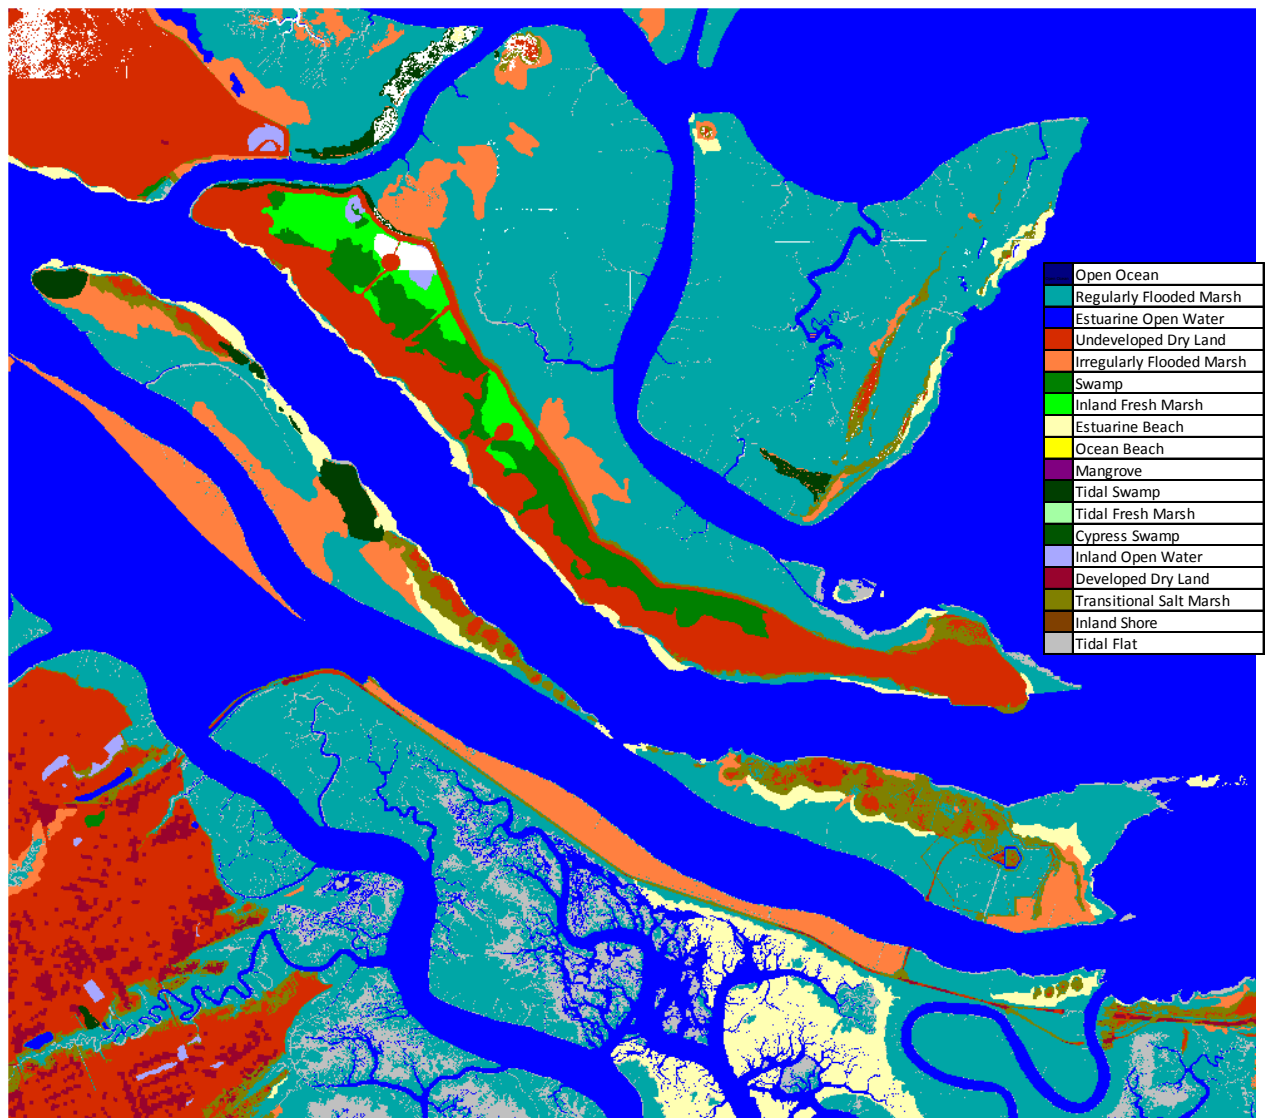 Open Ocean
Regularly Flooded Marsh
Estuarine Open Water
Undeveloped Dry Land
Irregularly Flooded Marsh
Swamp
Inland Fresh Marsh
Estuarine Beach
Ocean Beach
Mangrove
Tidal Swamp
Tidal Fresh Marsh
Cypress Swamp
Inland Open Water
Developed Dry Land
Transitional Salt Marsh
Inland Shore
Tidal Flat